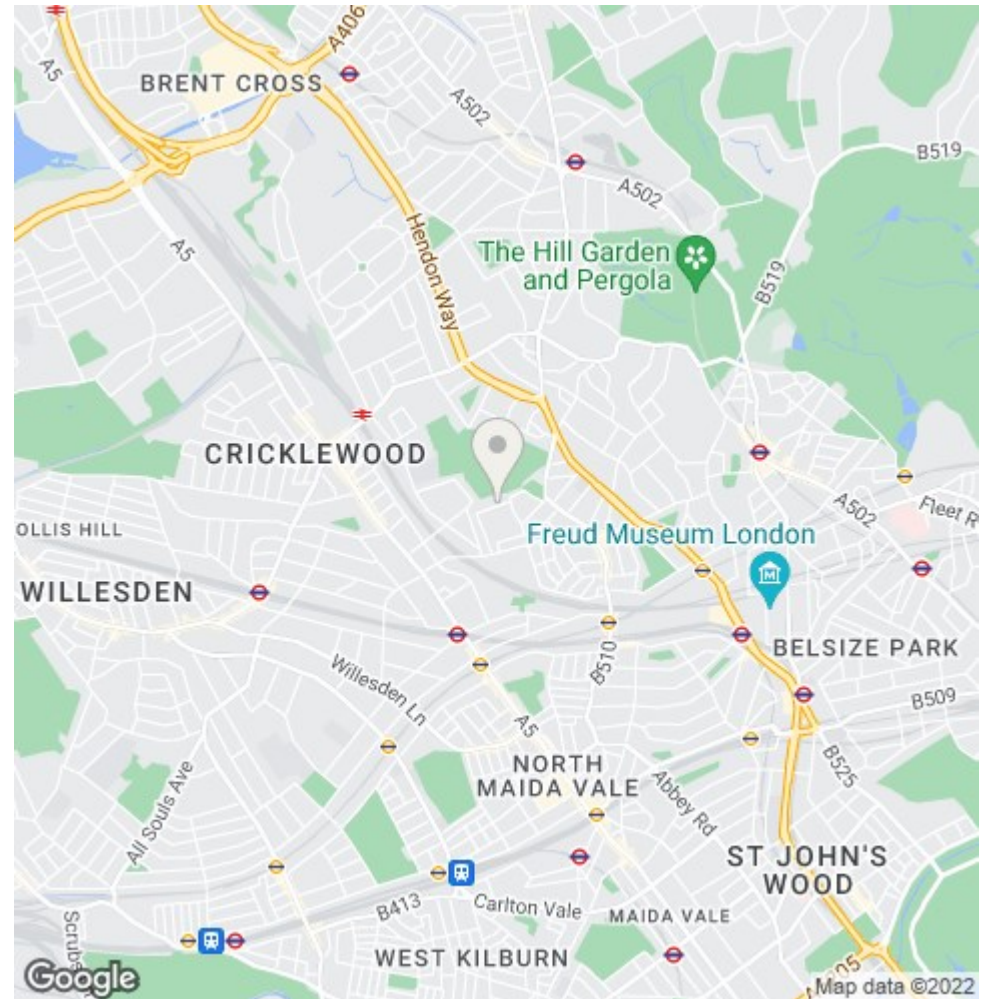 A406
A5
BRENT CROSS
A502
B519
A502
A5
The Hill Garden
and Pergola
B519
Hendon Way
CRICKLEWOOD
A502
Fleet R
OLLIS HILL
Freud Museum London
M
WILLESDEN
BELSIZE PARK
B510
Willesden Ln
B509
A5
B525
NORTH
MAIDA VALE
Abbey Rd
All Souls Ave
ST JOHN'S
WOOD
B413
Carlton Vale
MAIDA VALE
Scrubs
WEST KILBURN
Google
Map data ©2022